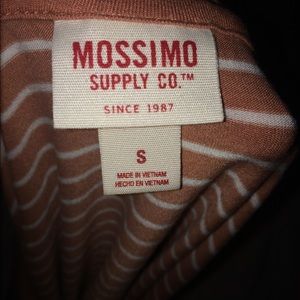 MOSSIMO
SUPPLY CO.™
SINCE 1987
S
MADE IN VIETNAM
HECHO EN VIETNAM